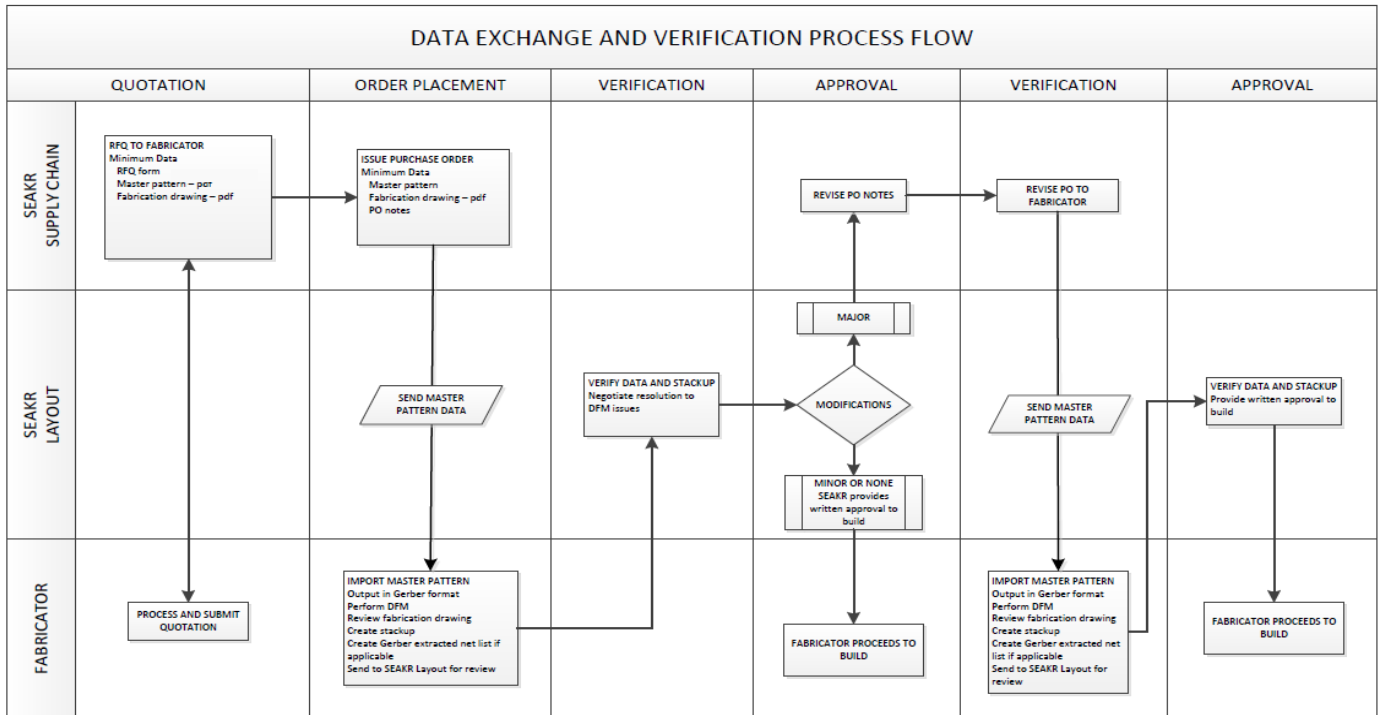 DATA EXCHANGE AND VERIFICATION PROCESS FLOW
QUOTATION
ORDER PLACEMENT
VERIFICATION
APPROVAL
VERIFICATION
APPROVAL
SEAKR
SUPPLY CHAIN
RFQ TO FABRICATOR
Minimum Data
RFQ form
Master pattern –
Fabrication drawing – pdf
ISSUE PURCHASE ORDER
Minimum Data
Master pattern
Fabrication drawing – pdf
PO notes
REVISE PO NOTES
REVISE PO TO
FABRICATOR
SEAKR
LAYOUT
SEND MASTER
PATTERN DATA
VERIFY DATA AND STACKUP
Negotiate resolution to
DFM issues
MAJOR
MODIFICATIONS
MINOR OR NONE
SEAKR provides
written approval to
build
SEND MASTER
PATTERN DATA
VERIFY DATA AND STACKUP
Provide written approval to
build
FABRICATOR
PROCESS AND SUBMIT
QUOTATION
IMPORT MASTER PATTERN
Output in Gerber format
Perform DFM
Review fabrication drawing
Create stackup
Create Gerber extracted net list if
applicable
Send to SEAKR Layout for review
FABRICATOR PROCEEDS TO
BUILD
IMPORT MASTER PATTERN
Output in Gerber format
Perform DFM
Review fabrication drawing
Create stackup
Create Gerber extracted net
list if applicable
Send to SEAKR Layout for
review
FABRICATOR PROCEEDS TO
BUILD